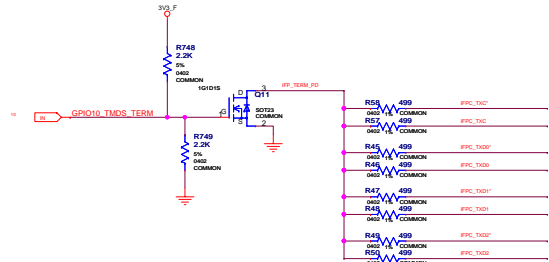 3V3_F
R748
2.2K
5%
0402
COMMON
1G1D1S
D
3
Q11
IFP_TERM_PD
G
1
S
2
SOT23
COMMON
IN
GPIO10_TMDS_TERM
R749
2.2K
5%
0402
COMMON
R58 499 IFPC_TXC*
0402 1% COMMON
R57 499 IFPC_TXC
0402 1% COMMON
R45 499 IFPC_TXD0*
0402 1% COMMON
R46 499 IFPC_TXD0
0402 1% COMMON
R47 499 IFPC_TXD1*
0402 1% COMMON
R48 499 IFPC_TXD1
0402 1% COMMON
R49 499 IFPC_TXD2*
0402 1% COMMON
R50 499 IFPC_TXD2